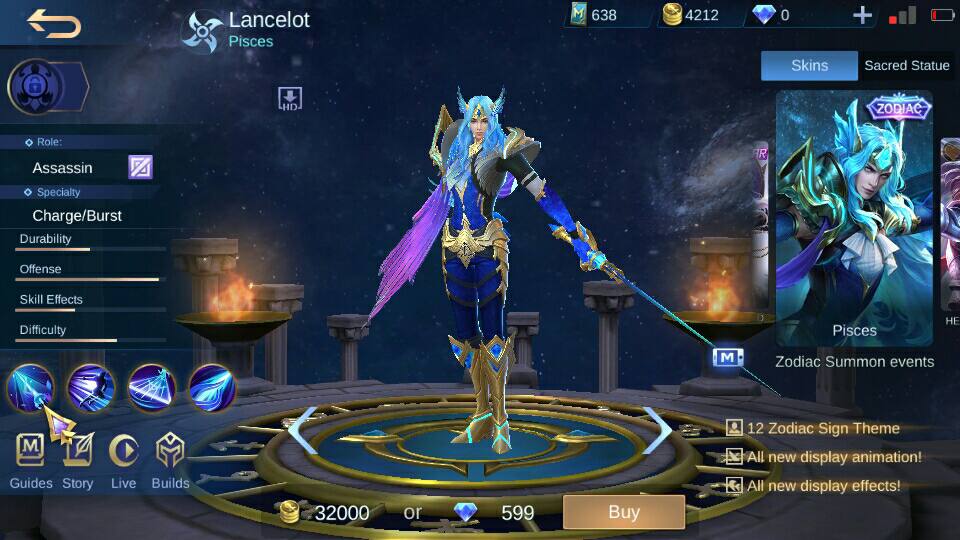 Lancelot
Pisces
638
4212
0
Skins
Sacred Statue
HD
Role:
Assassin
Specialty
Charge/Burst
Durability
Offense
Skill Effects
Difficulty
ZODIAC
Pisces
HE
M
Zodiac Summon events
12 Zodiac Sign Theme
All new display animation!
All new display effects!
Guides
Story
Live
Builds
32000
or
599
Buy